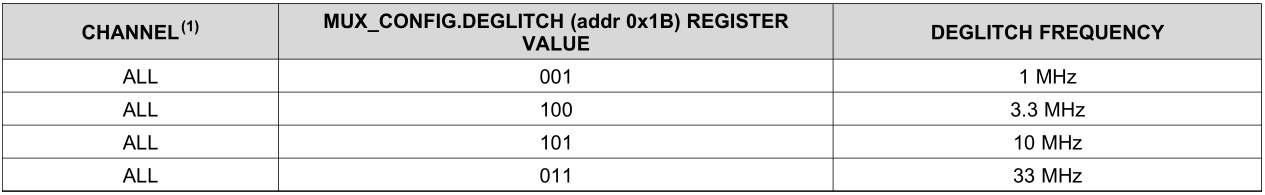 CHANNEL(1) MUX_CONFIG.DEGLITCH (addr 0x1B) REGISTER VALUE DEGLITCH FREQUENCY
ALL 001 1 MHz
ALL 100 3.3 MHz
ALL 101 10 MHz
ALL 011 33 MHz